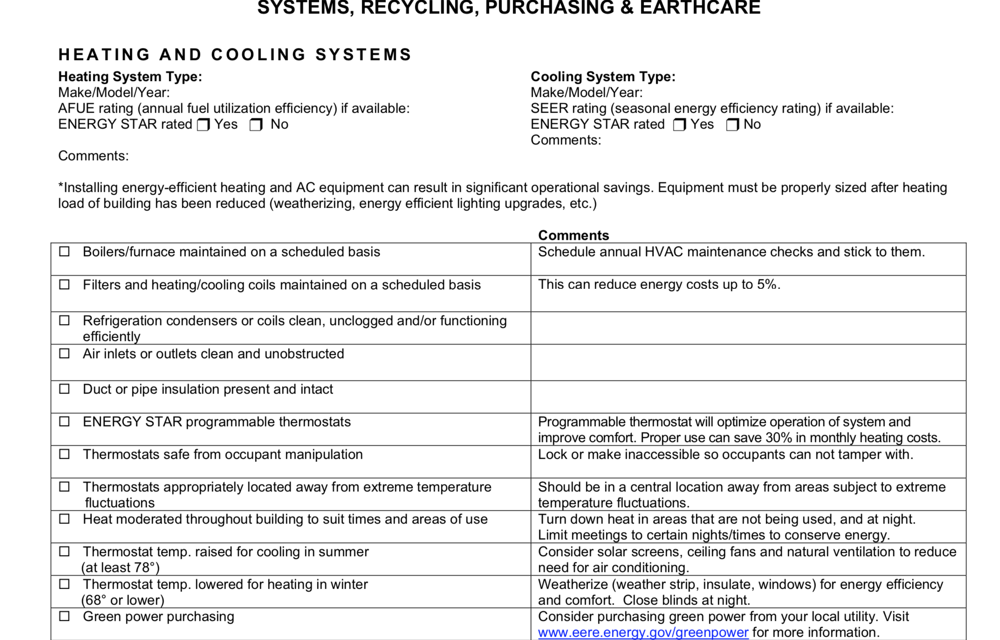 SYSTEMS, RECYCLING, PURCHASING & EARTHCARE
HEATING AND COOLING SYSTEMS
Heating System Type:
Make/Model/Year:
AFUE rating (annual fuel utilization efficiency) if available:
ENERGY STAR rated ❒ Yes ❒ No
Comments:
Cooling System Type:
Make/Model/Year:
SEER rating (seasonal energy efficiency rating) if available:
ENERGY STAR rated ❒ Yes ❒ No
Comments:
*Installing energy-efficient heating and AC equipment can result in significant operational savings. Equipment must be properly sized after heating
load of building has been reduced (weatherizing, energy efficient lighting upgrades, etc.)
Comments
☐ Boilers/furnace maintained on a scheduled basis
Schedule annual HVAC maintenance checks and stick to them.
☐ Filters and heating/cooling coils maintained on a scheduled basis
This can reduce energy costs up to 5%.
☐ Refrigeration condensers or coils clean, unclogged and/or functioning
efficiently
☐ Air inlets or outlets clean and unobstructed
☐ Duct or pipe insulation present and intact
☐ ENERGY STAR programmable thermostats
Programmable thermostat will optimize operation of system and
improve comfort. Proper use can save 30% in monthly heating costs.
☐ Thermostats safe from occupant manipulation
Lock or make inaccessible so occupants can not tamper with.
☐ Thermostats appropriately located away from extreme temperature
fluctuations
Should be in a central location away from areas subject to extreme
temperature fluctuations.
☐ Heat moderated throughout building to suit times and areas of use
Turn down heat in areas that are not being used, and at night.
Limit meetings to certain nights/times to conserve energy.
☐ Thermostat temp. raised for cooling in summer
(at least 78°)
Consider solar screens, ceiling fans and natural ventilation to reduce
need for air conditioning.
☐ Thermostat temp. lowered for heating in winter
(68° or lower)
Weatherize (weather strip, insulate, windows) for energy efficiency
and comfort. Close blinds at night.
☐ Green power purchasing
Consider purchasing green power from your local utility. Visit
www.eere.energy.gov/greenpower for more information.